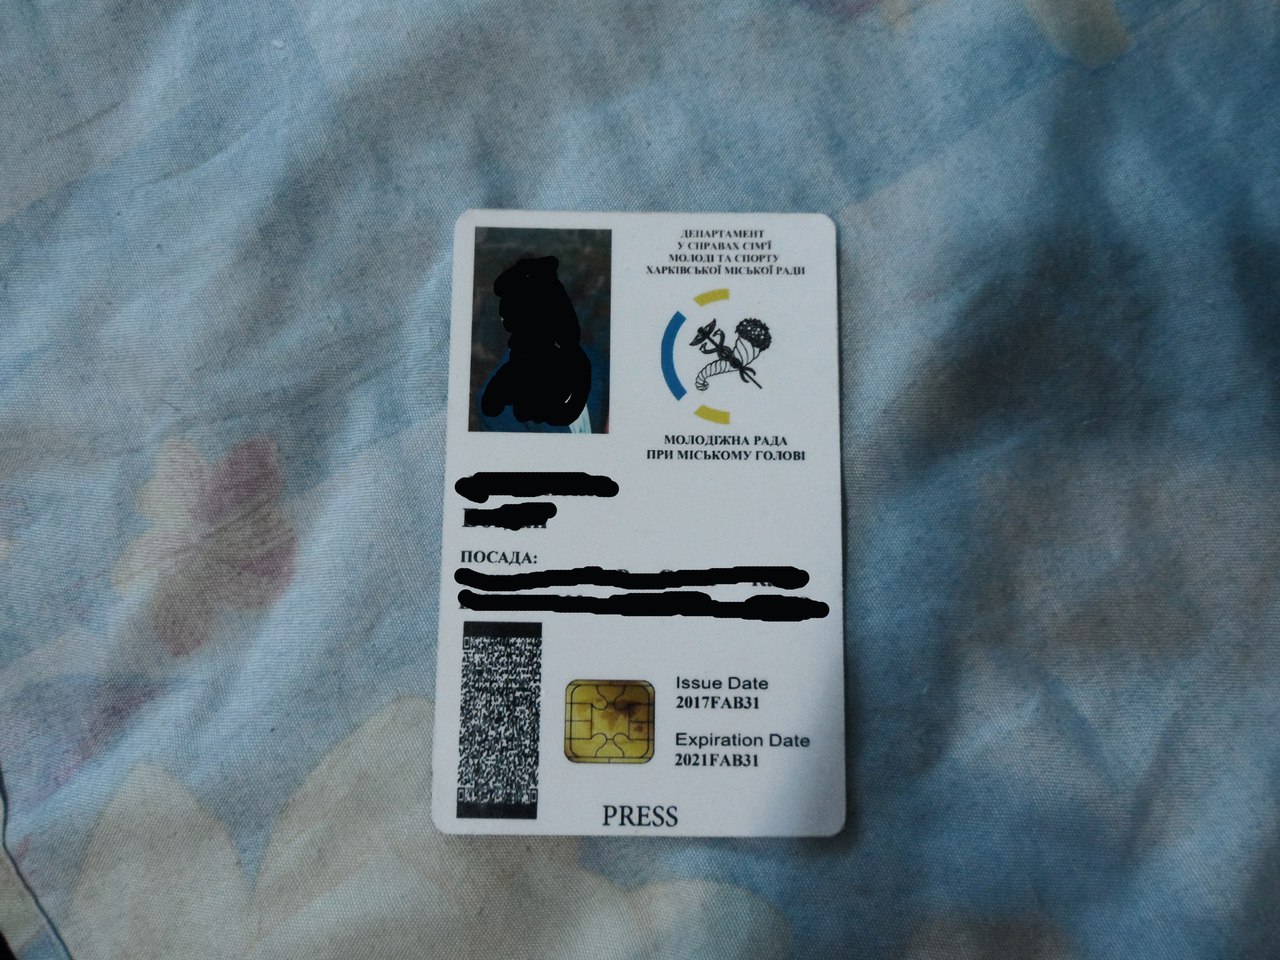 ДЕПАРТАМЕНТ
У СПРАВАХ СІМ'Ї
МОЛОДІ ТА СПОРТУ
ХАРКІВСЬКОЇ МІСЬКОЇ РАДИ
МОЛОДІЖНА РАДА
ПРИ МІСЬКОМУ ГОЛОВІ
ПОСАДА:
Issue Date
2017FAB31
Expiration Date
2021FAB31
PRESS